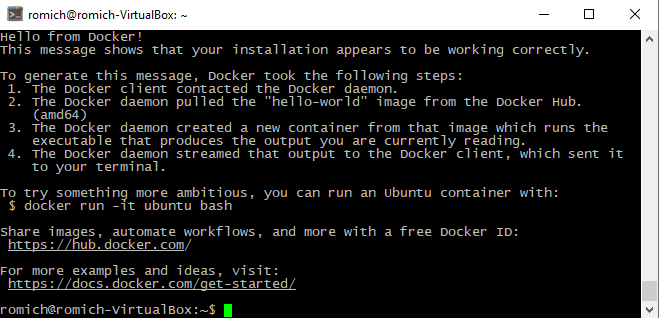 romich@romich-VirtualBox: ~
Hello from Docker!
This message shows that your installation appears to be working correctly.
To generate this message, Docker took the following steps:
1. The Docker client contacted the Docker daemon.
2. The Docker daemon pulled the "hello-world" image from the Docker Hub.
(amd64)
3. The Docker daemon created a new container from that image which runs the
executable that produces the output you are currently reading.
4. The Docker daemon streamed that output to the Docker client, which sent it
to your terminal.
To try something more ambitious, you can run an Ubuntu container with:
$ docker run -it ubuntu bash
Share images, automate workflows, and more with a free Docker ID:
https://hub.docker.com/
For more examples and ideas, visit:
https://docs.docker.com/get-started/
romich@romich-VirtualBox:~$